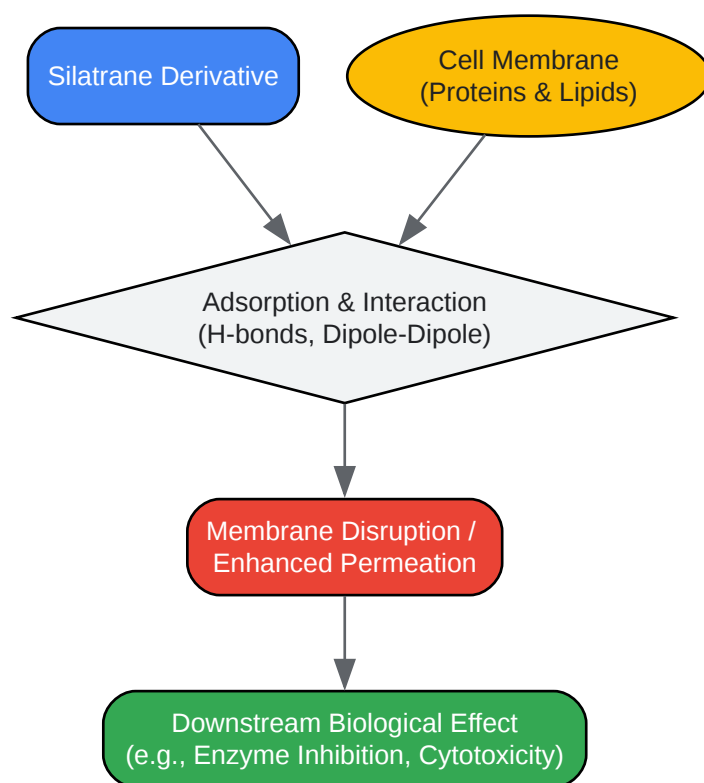 Silatrane Derivative
Cell Membrane
(Proteins & Lipids)
Adsorption & Interaction
(H-bonds, Dipole-Dipole)
Membrane Disruption /
Enhanced Permeation
Downstream Biological Effect
(e.g., Enzyme Inhibition, Cytotoxicity)